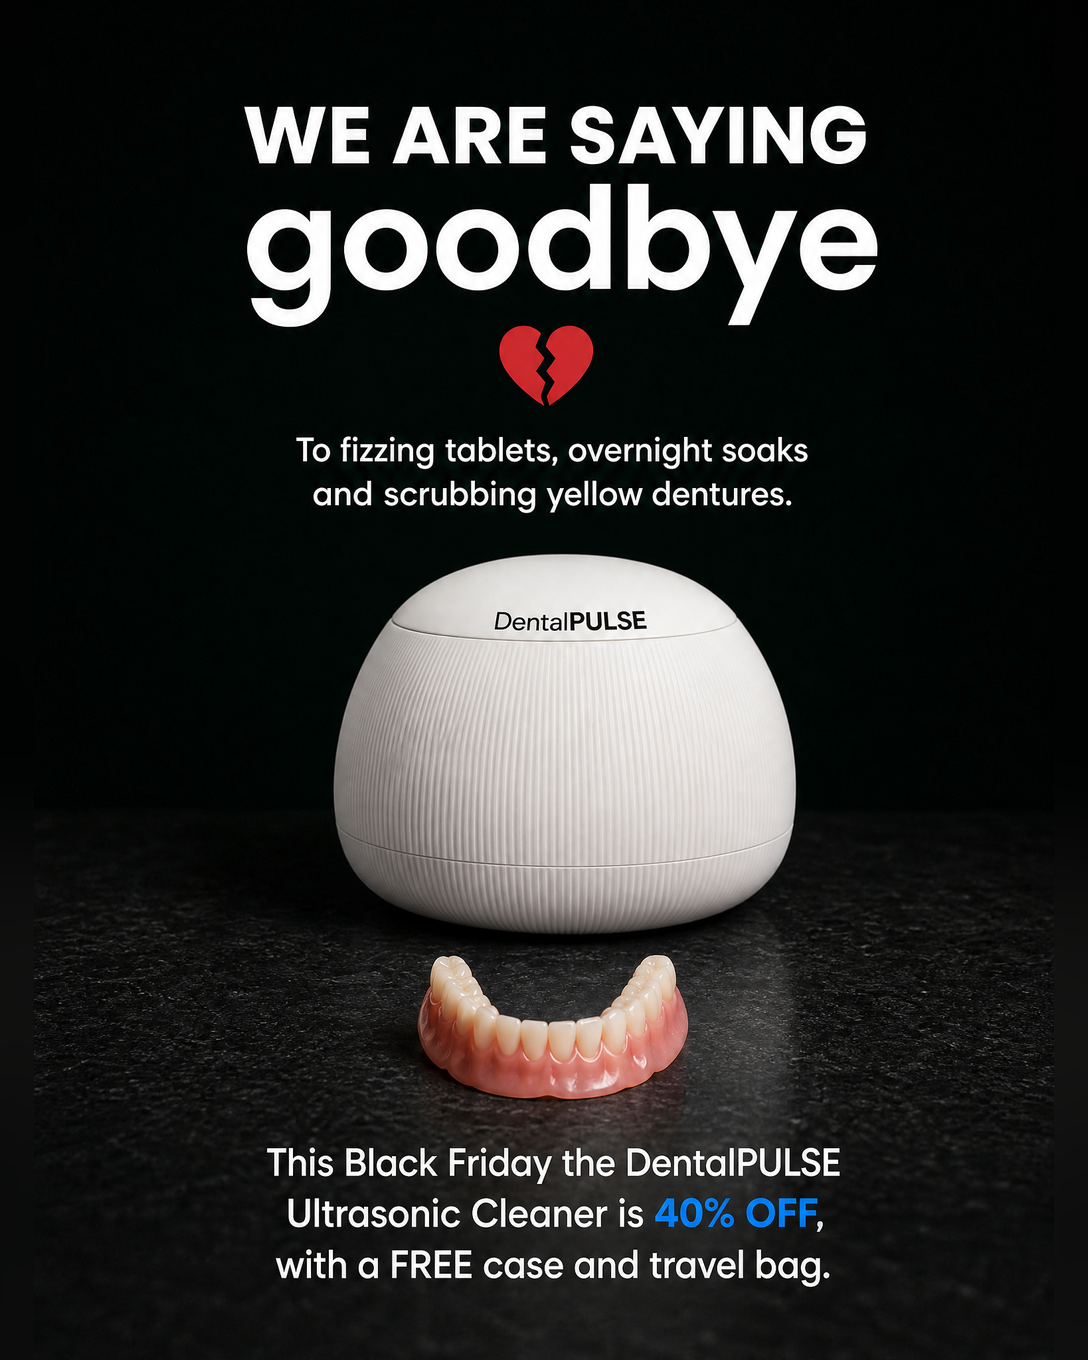 WE ARE SAYING
goodbye
To fizzing tablets, overnight soaks
and scrubbing yellow dentures.
DentalPULSE
This Black Friday the DentalPULSE
Ultrasonic Cleaner is 40% OFF,
with a FREE case and travel bag.